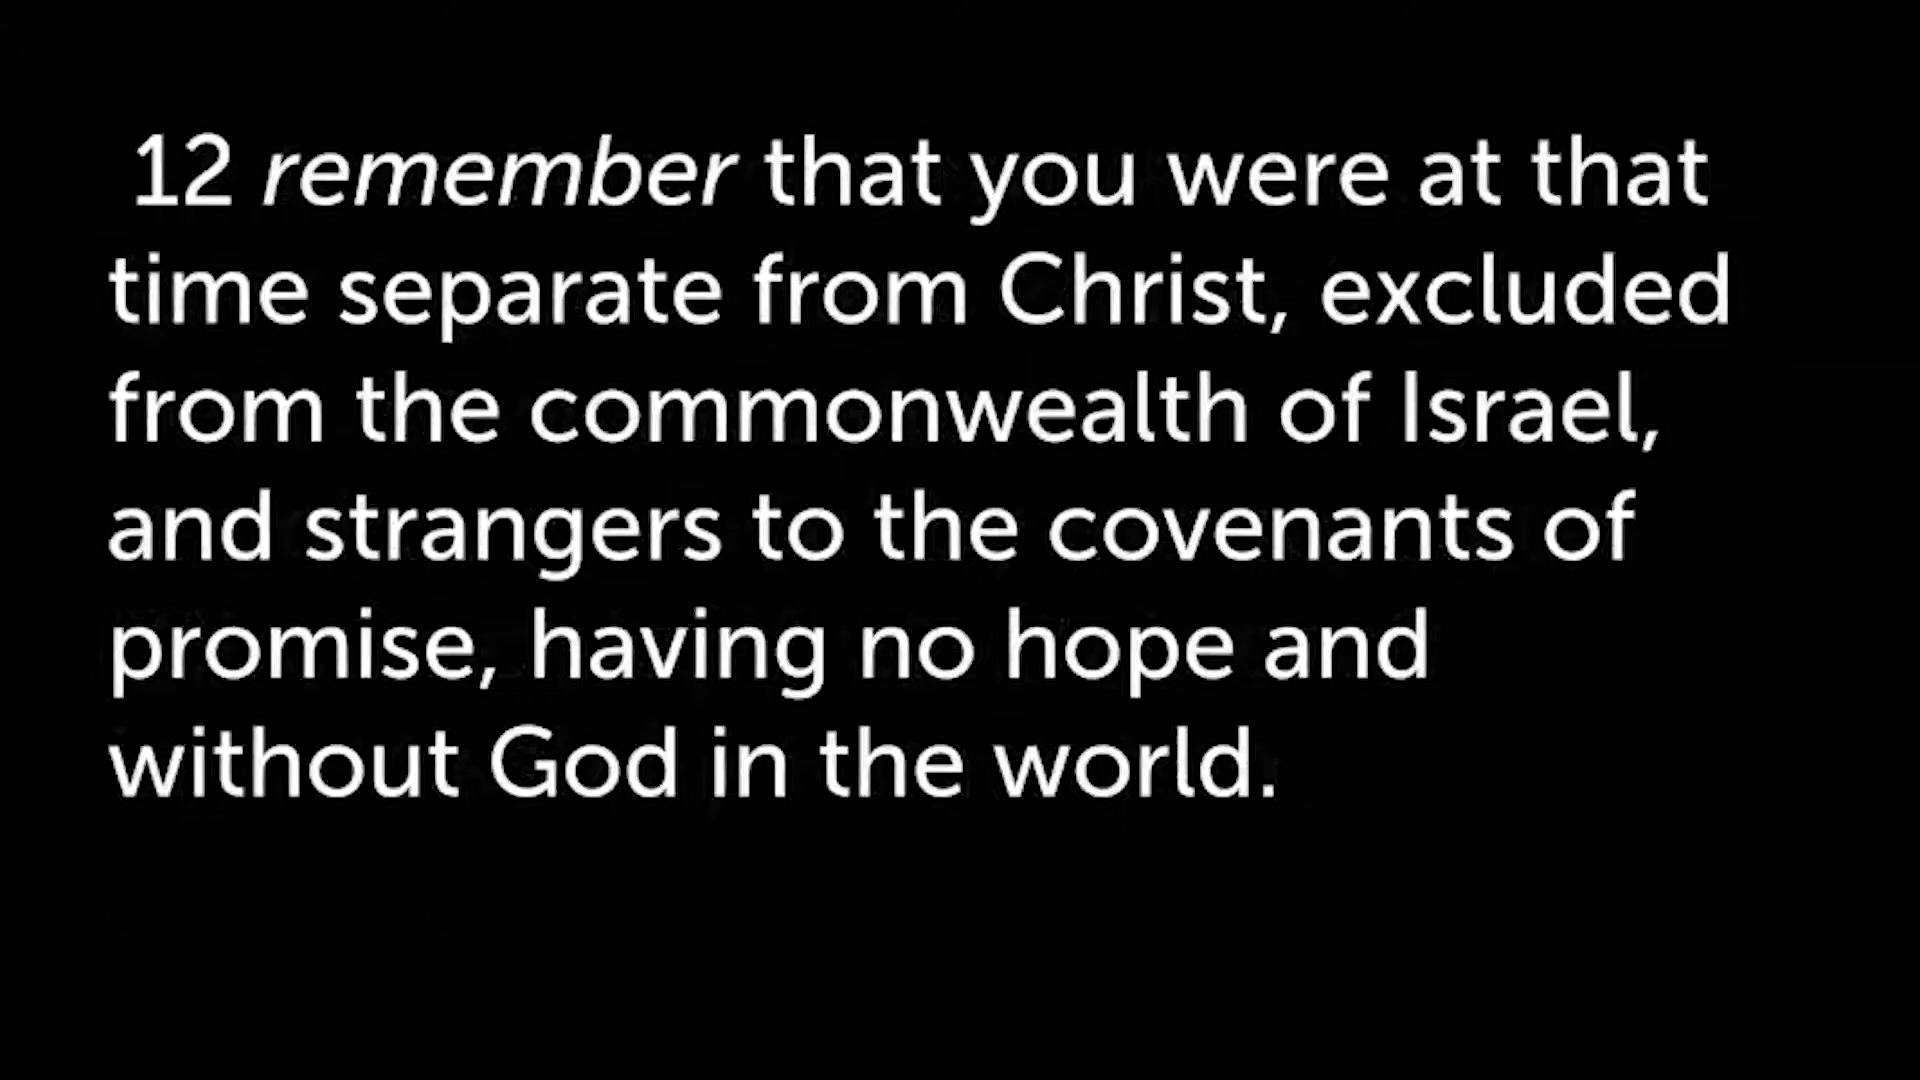 12 remember that you were at that
time separate from Christ, excluded
from the commonwealth of Israel,
and strangers to the covenants of
promise, having no hope and
without God in the world.